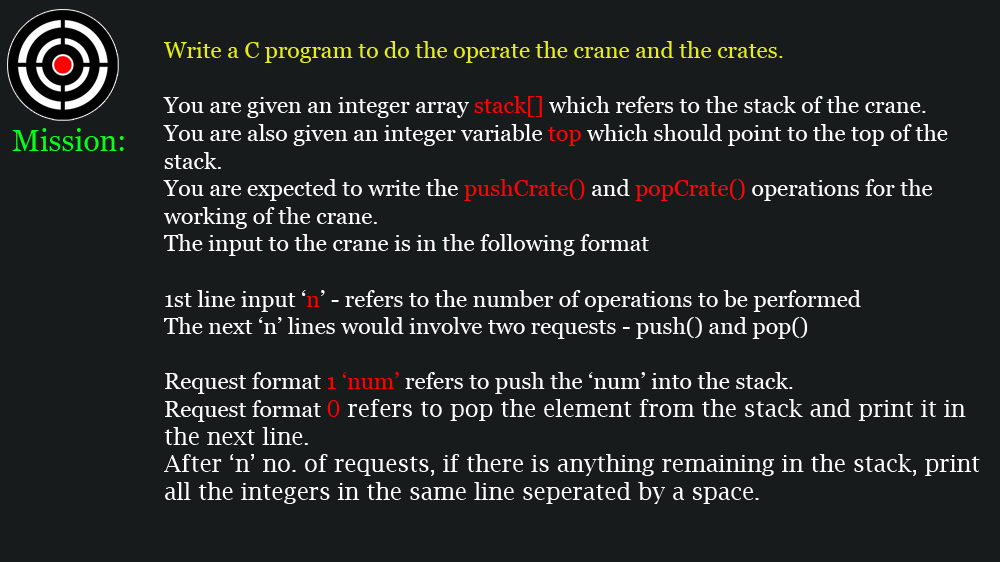 Mission:
Write a C program to do the operate the crane and the crates.
You are given an integer array stack[] which refers to the stack of the crane.
You are also given an integer variable top which should point to the top of the
stack.
You are expected to write the pushCrate() and popCrate() operations for the
working of the crane.
The input to the crane is in the following format
1st line input ‘n’ - refers to the number of operations to be performed
The next ‘n’ lines would involve two requests - push() and pop()
Request format 1 ‘num’ refers to push the ‘num’ into the stack.
Request format 0 refers to pop the element from the stack and print it in
the next line.
After ‘n’ no. of requests, if there is anything remaining in the stack, print
all the integers in the same line seperated by a space.